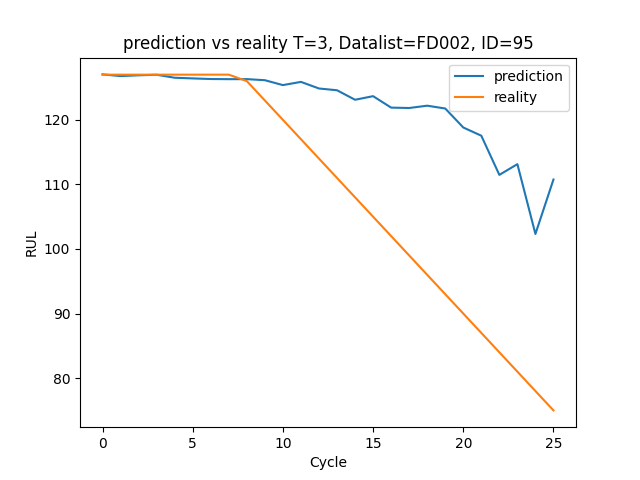 prediction vs reality T=3, Datalist=FD002, ID=95
prediction
reality
RUL
120
110
100
90
80
0 5 10 15 20 25
Cycle